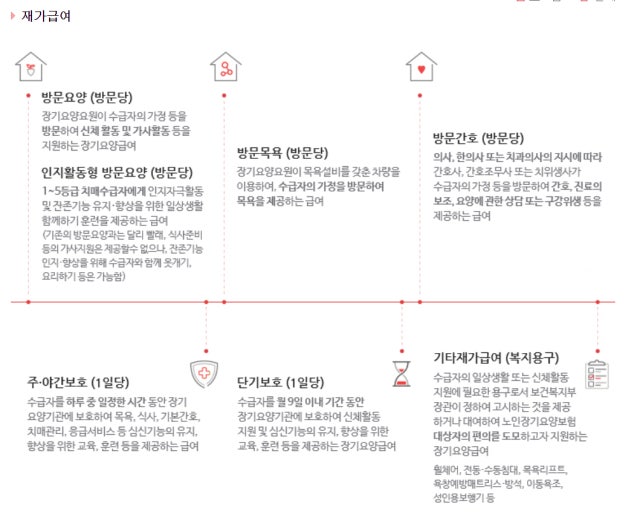 재가급여
방문요양 (방문당)
장기요양요원이 수급자의 가정 등을
방문하여 신체 활동 및 가사활동 등을
지원하는 장기요양급여
인지활동형 방문요양 (방문당)
1~5등급 치매수급자에게 인지자극활동
및 잔존기능 유지·향상을 위한 일상생활
함께하기 훈련을 제공하는 급여
(기존의 방문요양과는 달리 빨래, 식사준비
등의 가사지원은 제공할수 없으나, 잔존기능
인지·향상을 위해 수급자와 함께 옷개기,
요리하기 등은 가능함)
방문목욕 (방문당)
장기요양요원이 목욕설비를 갖춘 차량을
이용하여, 수급자의 가정을 방문하여
목욕을 제공하는 급여
방문간호 (방문당)
의사, 한의사 또는 치과의사의 지시에 따라
간호사, 간호조무사 또는 치위생사가
수급자의 가정 등을 방문하여 간호, 진료의
보조, 요양에 관한 상담 또는 구강위생 등을
제공하는 급여
주·야간보호 (1일당)
수급자를 하루 중 일정한 시간 동안 장기
요양기관에 보호하여 목욕, 식사, 기본간호,
치매관리, 응급서비스 등 심신기능의 유지,
향상을 위한 교육, 훈련 등을 제공하는 급여
단기보호 (1일당)
수급자를 월 9일 이내 기간 동안
장기요양기관에 보호하여 신체활동
지원 및 심신기능의 유지, 향상을 위한
교육, 훈련 등을 제공하는 장기요양급여
기타재가급여 (복지용구)
수급자의 일상생활 또는 신체활동
지원에 필요한 용구로서 보건복지부
장관이 정하여 고시하는 것을 제공
하거나 대여하여 노인장기요양보험
대상자의 편의를 도모하고자 지원하는
장기요양급여
휠체어, 전동·수동침대, 목욕리프트,
욕창예방매트리스·방석, 이동욕조,
성인용보행기 등